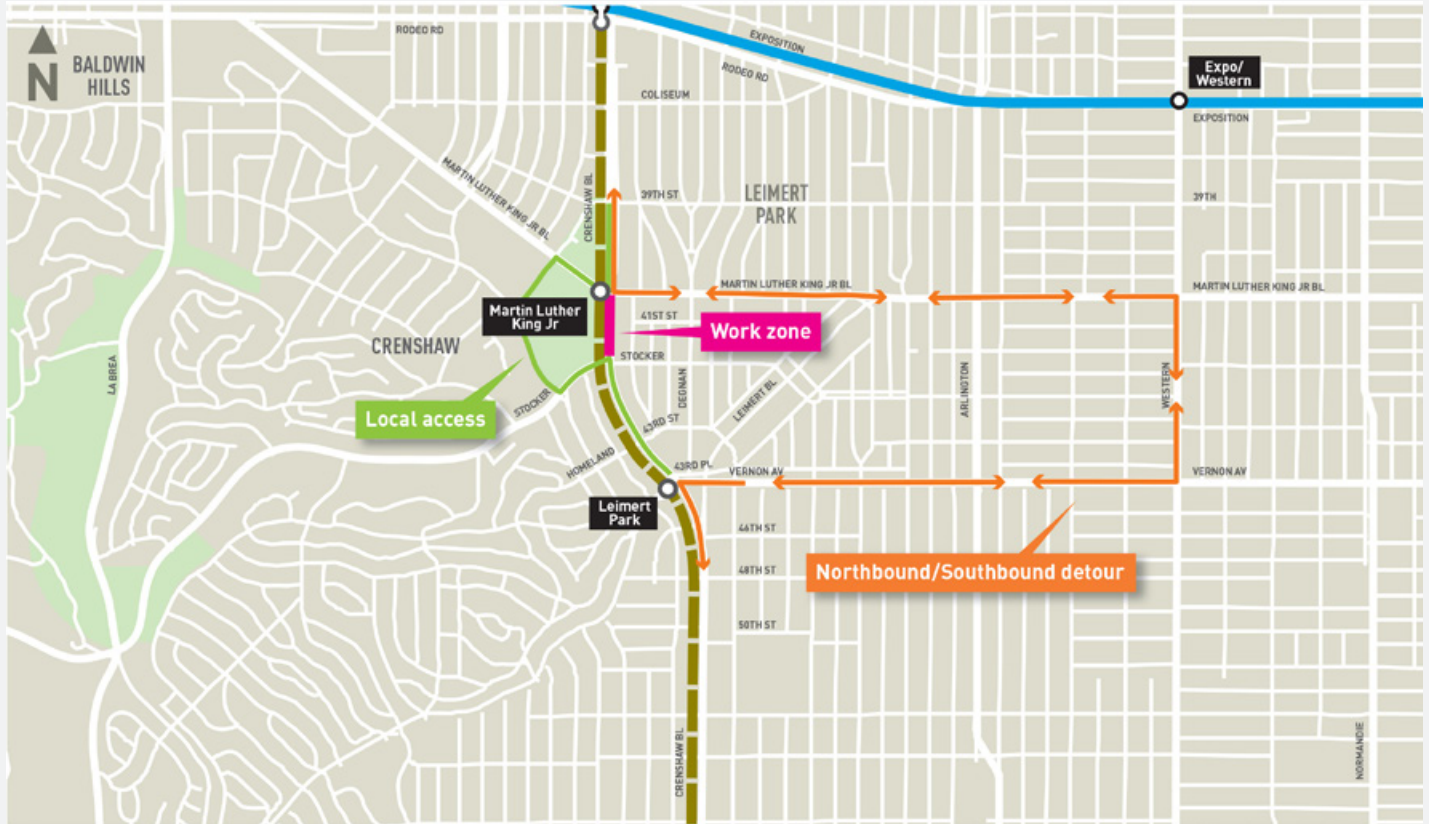 RODEO RD
N
BALDWIN
HILLS
EXPOSITION
RODEO RD
Expo/
Western
COLISEUM
EXPOSITION
MARTIN LUTHER KING JR BL
CRENSHAW BL
39TH ST
LEIMERT
PARK
39TH
MARTIN LUTHER KING JR BL
MARTIN LUTHER KING JR BL
Martin Luther
King Jr
41ST ST
Work zone
CRENSHAW
STOCKER
LA BREA
DEGNAN
LEIMERT BL
ARLINGTON
WESTERN
Local access
STOCKER
43RD ST
HOMELAND
43RD PL
VERNON AV
VERNON AV
Leimert
Park
46TH ST
48TH ST
Northbound/Southbound detour
50TH ST
CRENSHAW BL
NORMANDIE